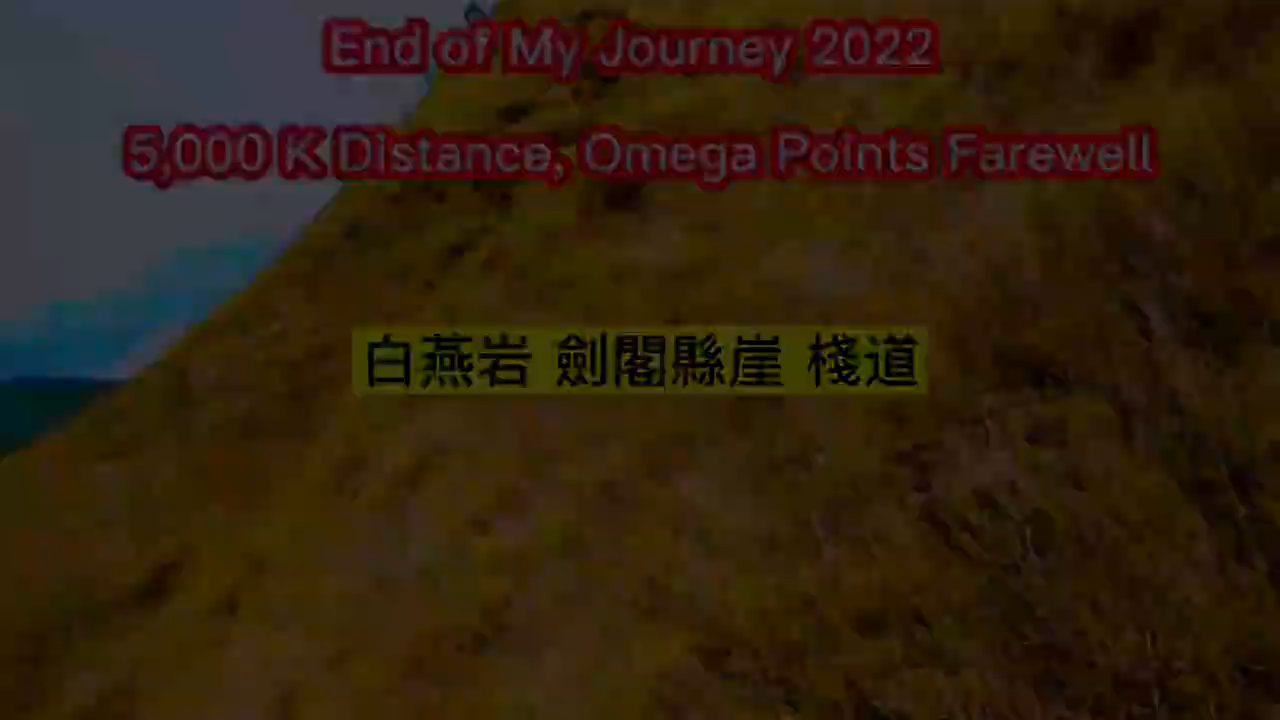 End of My Journey 2022
5,000 K Distance, Omega Points Farewell
白燕岩 劍閣縣崖 棧道